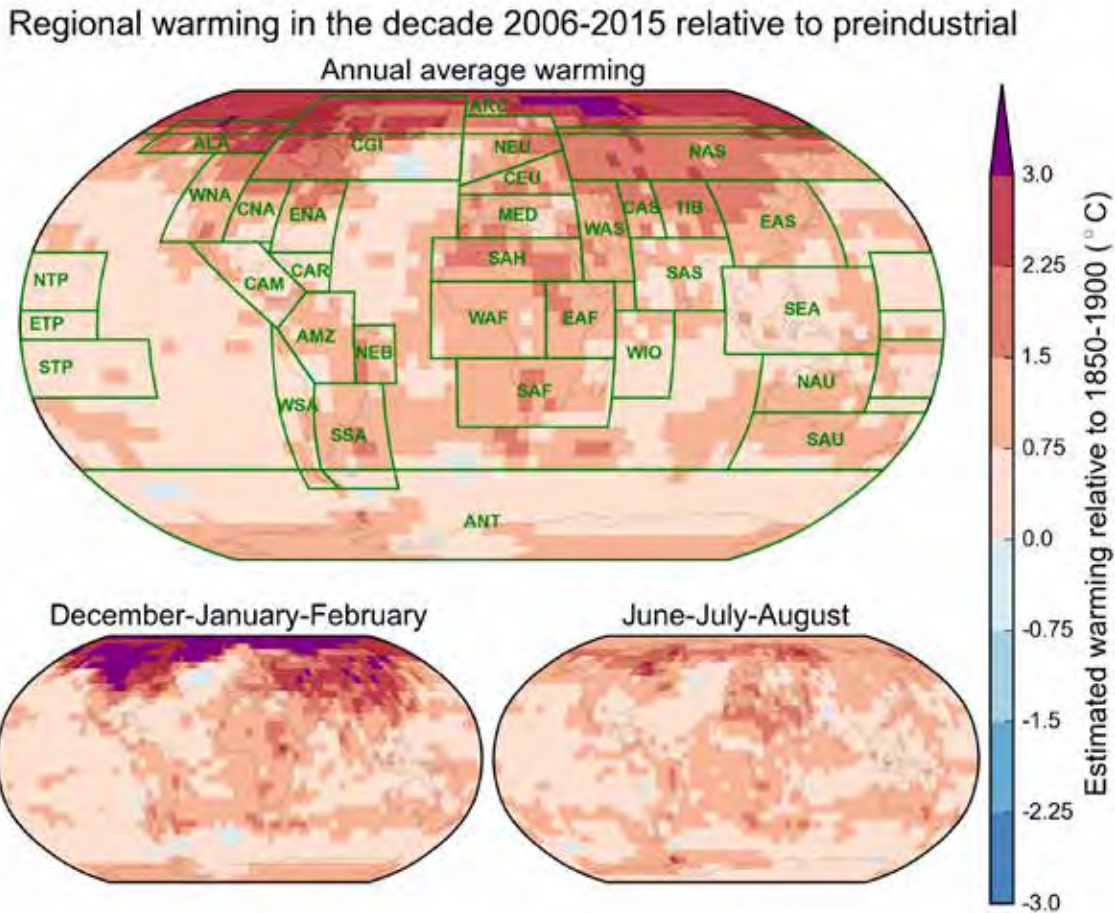 Regional warming in the decade 2006-2015 relative to preindustrial
Annual average warming
ARC
ALA
CGI
NEU
NAS
CEU
WNA
CNA
ENA
MED
WAS
CAS
TIB
EAS
SAH
CAR
CAM
SAS
NTP
ETP
STP
AMZ
NEB
WAF
EAF
WIO
SEA
WSA
SSA
SAF
NAU
SAU
ANT
3.0
2.25
1.5
0.75
0.0
-0.75
-1.5
-2.25
-3.0
Estimated warming relative to 1850-1900 (°C)
December-January-February
June-July-August